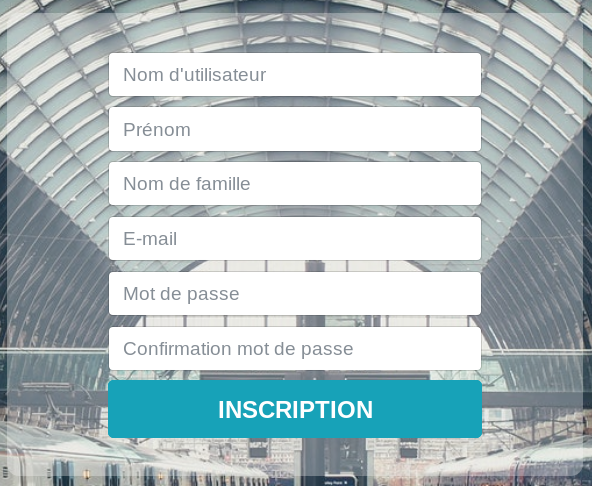 Nom d'utilisateur
Prénom
Nom de famille
E-mail
Mot de passe
Confirmation mot de passe
INSCRIPTION